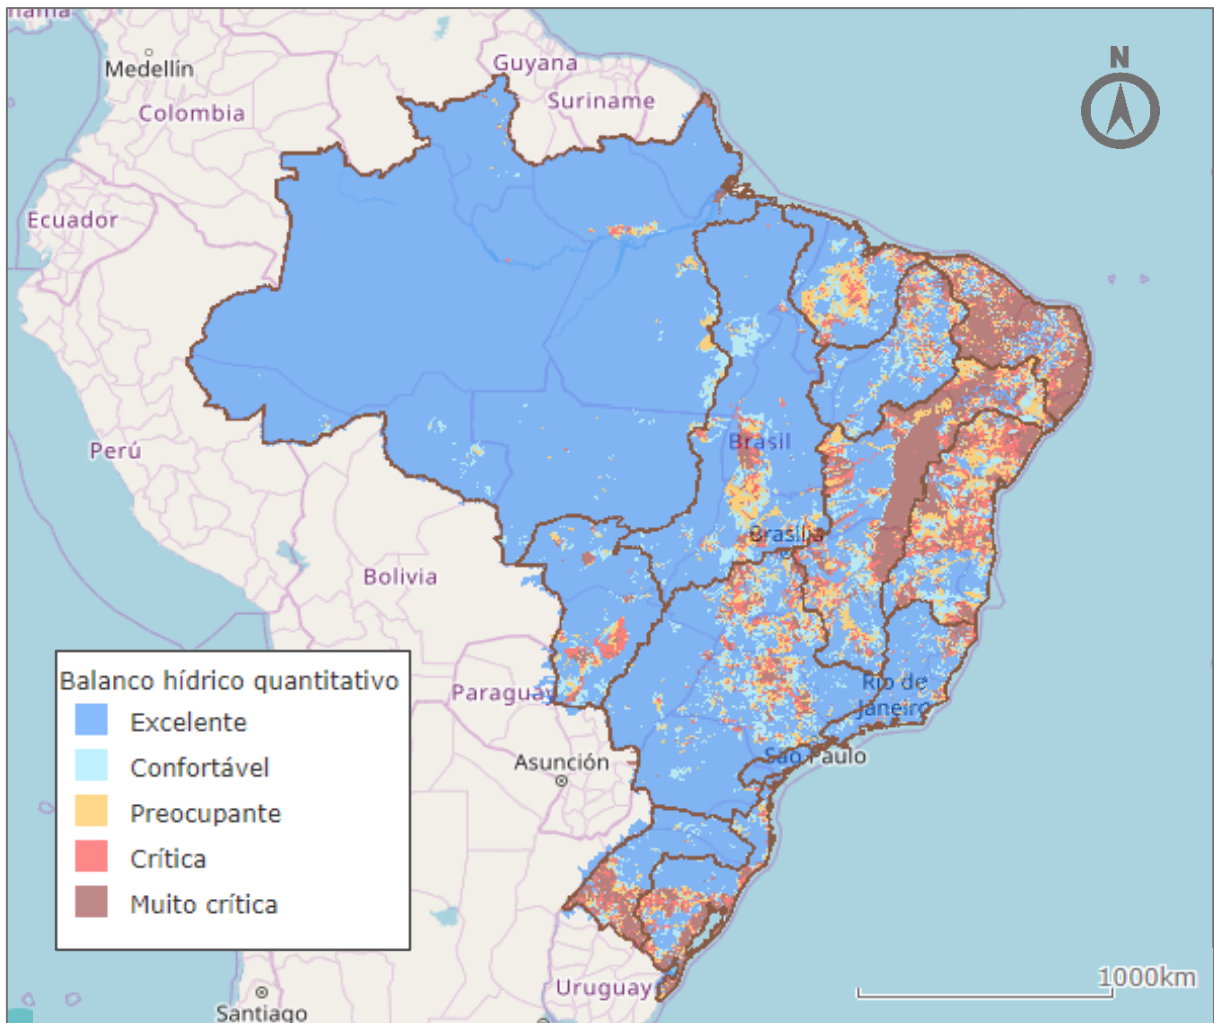 nama
Medellín
Colombia
Guyana
Suriname
N
Ecuador
Perú
Brasil
Brasília
Bolivia
Paraguay
Rio de
Janeiro
São Paulo
Asunción
Uruguay
Santiago
Balanco hídrico quantitativo
Excelente
Confortável
Preocupante
Crítica
Muito crítica
1000km